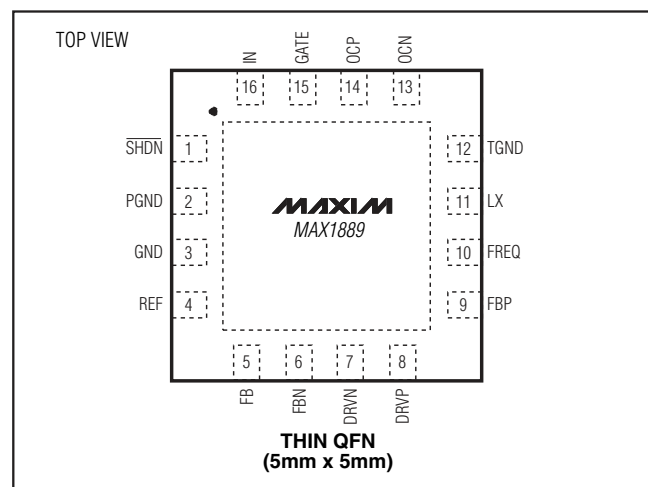 TOP VIEW
IN
GATE
OCP
OCN
16
15
14
13
SHDN 1
12 TGND
PGND 2
MAXIM
11 LX
MAX1889
GND 3
10 FREQ
REF 4
9 FBP
5
6
7
8
FB
FBN
DRVN
DRVP
THIN QFN
(5mm x 5mm)